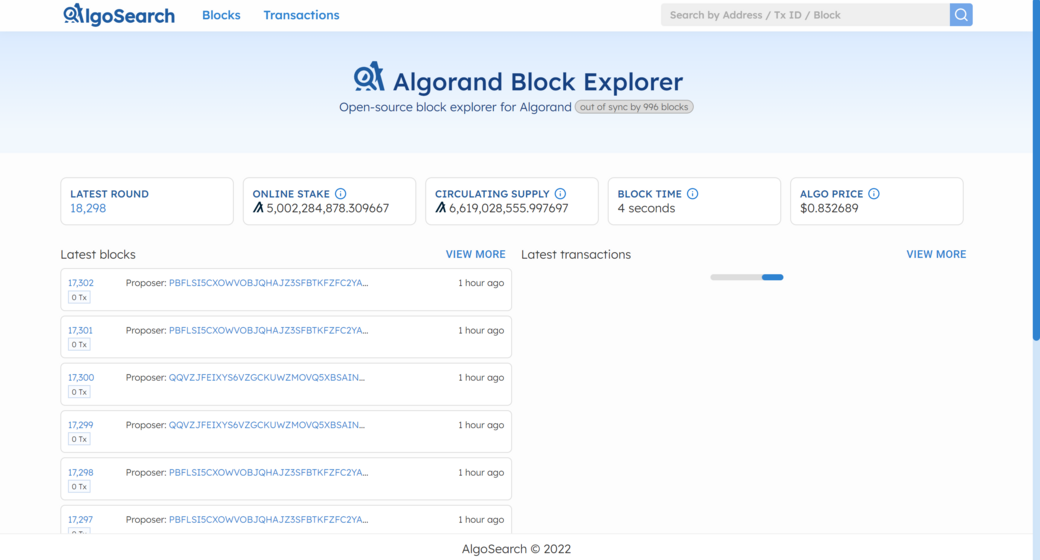 AlgoSearch
Blocks
Transactions
Search by Address / Tx ID / Block
Algorand Block Explorer
Open-source block explorer for Algorand out of sync by 996 blocks
LATEST ROUND
18,298
ONLINE STAKE
5,002,284,878.309667
CIRCULATING SUPPLY
6,619,028,555.997697
BLOCK TIME
4 seconds
ALGO PRICE
$0.832689
Latest blocks
VIEW MORE
17,302
0 Tx
Proposer: PBFLSI5CXOWVOBJQHAJZ3SFBTKFZFC2YA...
1 hour ago
17,301
0 Tx
Proposer: PBFLSI5CXOWVOBJQHAJZ3SFBTKFZFC2YA...
1 hour ago
17,300
0 Tx
Proposer: QQVZJFEIXYS6VZGCKUWZMOVQ5XBSAIN...
1 hour ago
17,299
0 Tx
Proposer: QQVZJFEIXYS6VZGCKUWZMOVQ5XBSAIN...
1 hour ago
17,298
0 Tx
Proposer: PBFLSI5CXOWVOBJQHAJZ3SFBTKFZFC2YA...
1 hour ago
17,297
0 Tx
Proposer: PBFLSI5CXOWVOBJQHAJZ3SFBTKFZFC2YA...
1 hour ago
Latest transactions
VIEW MORE
AlgoSearch © 2022